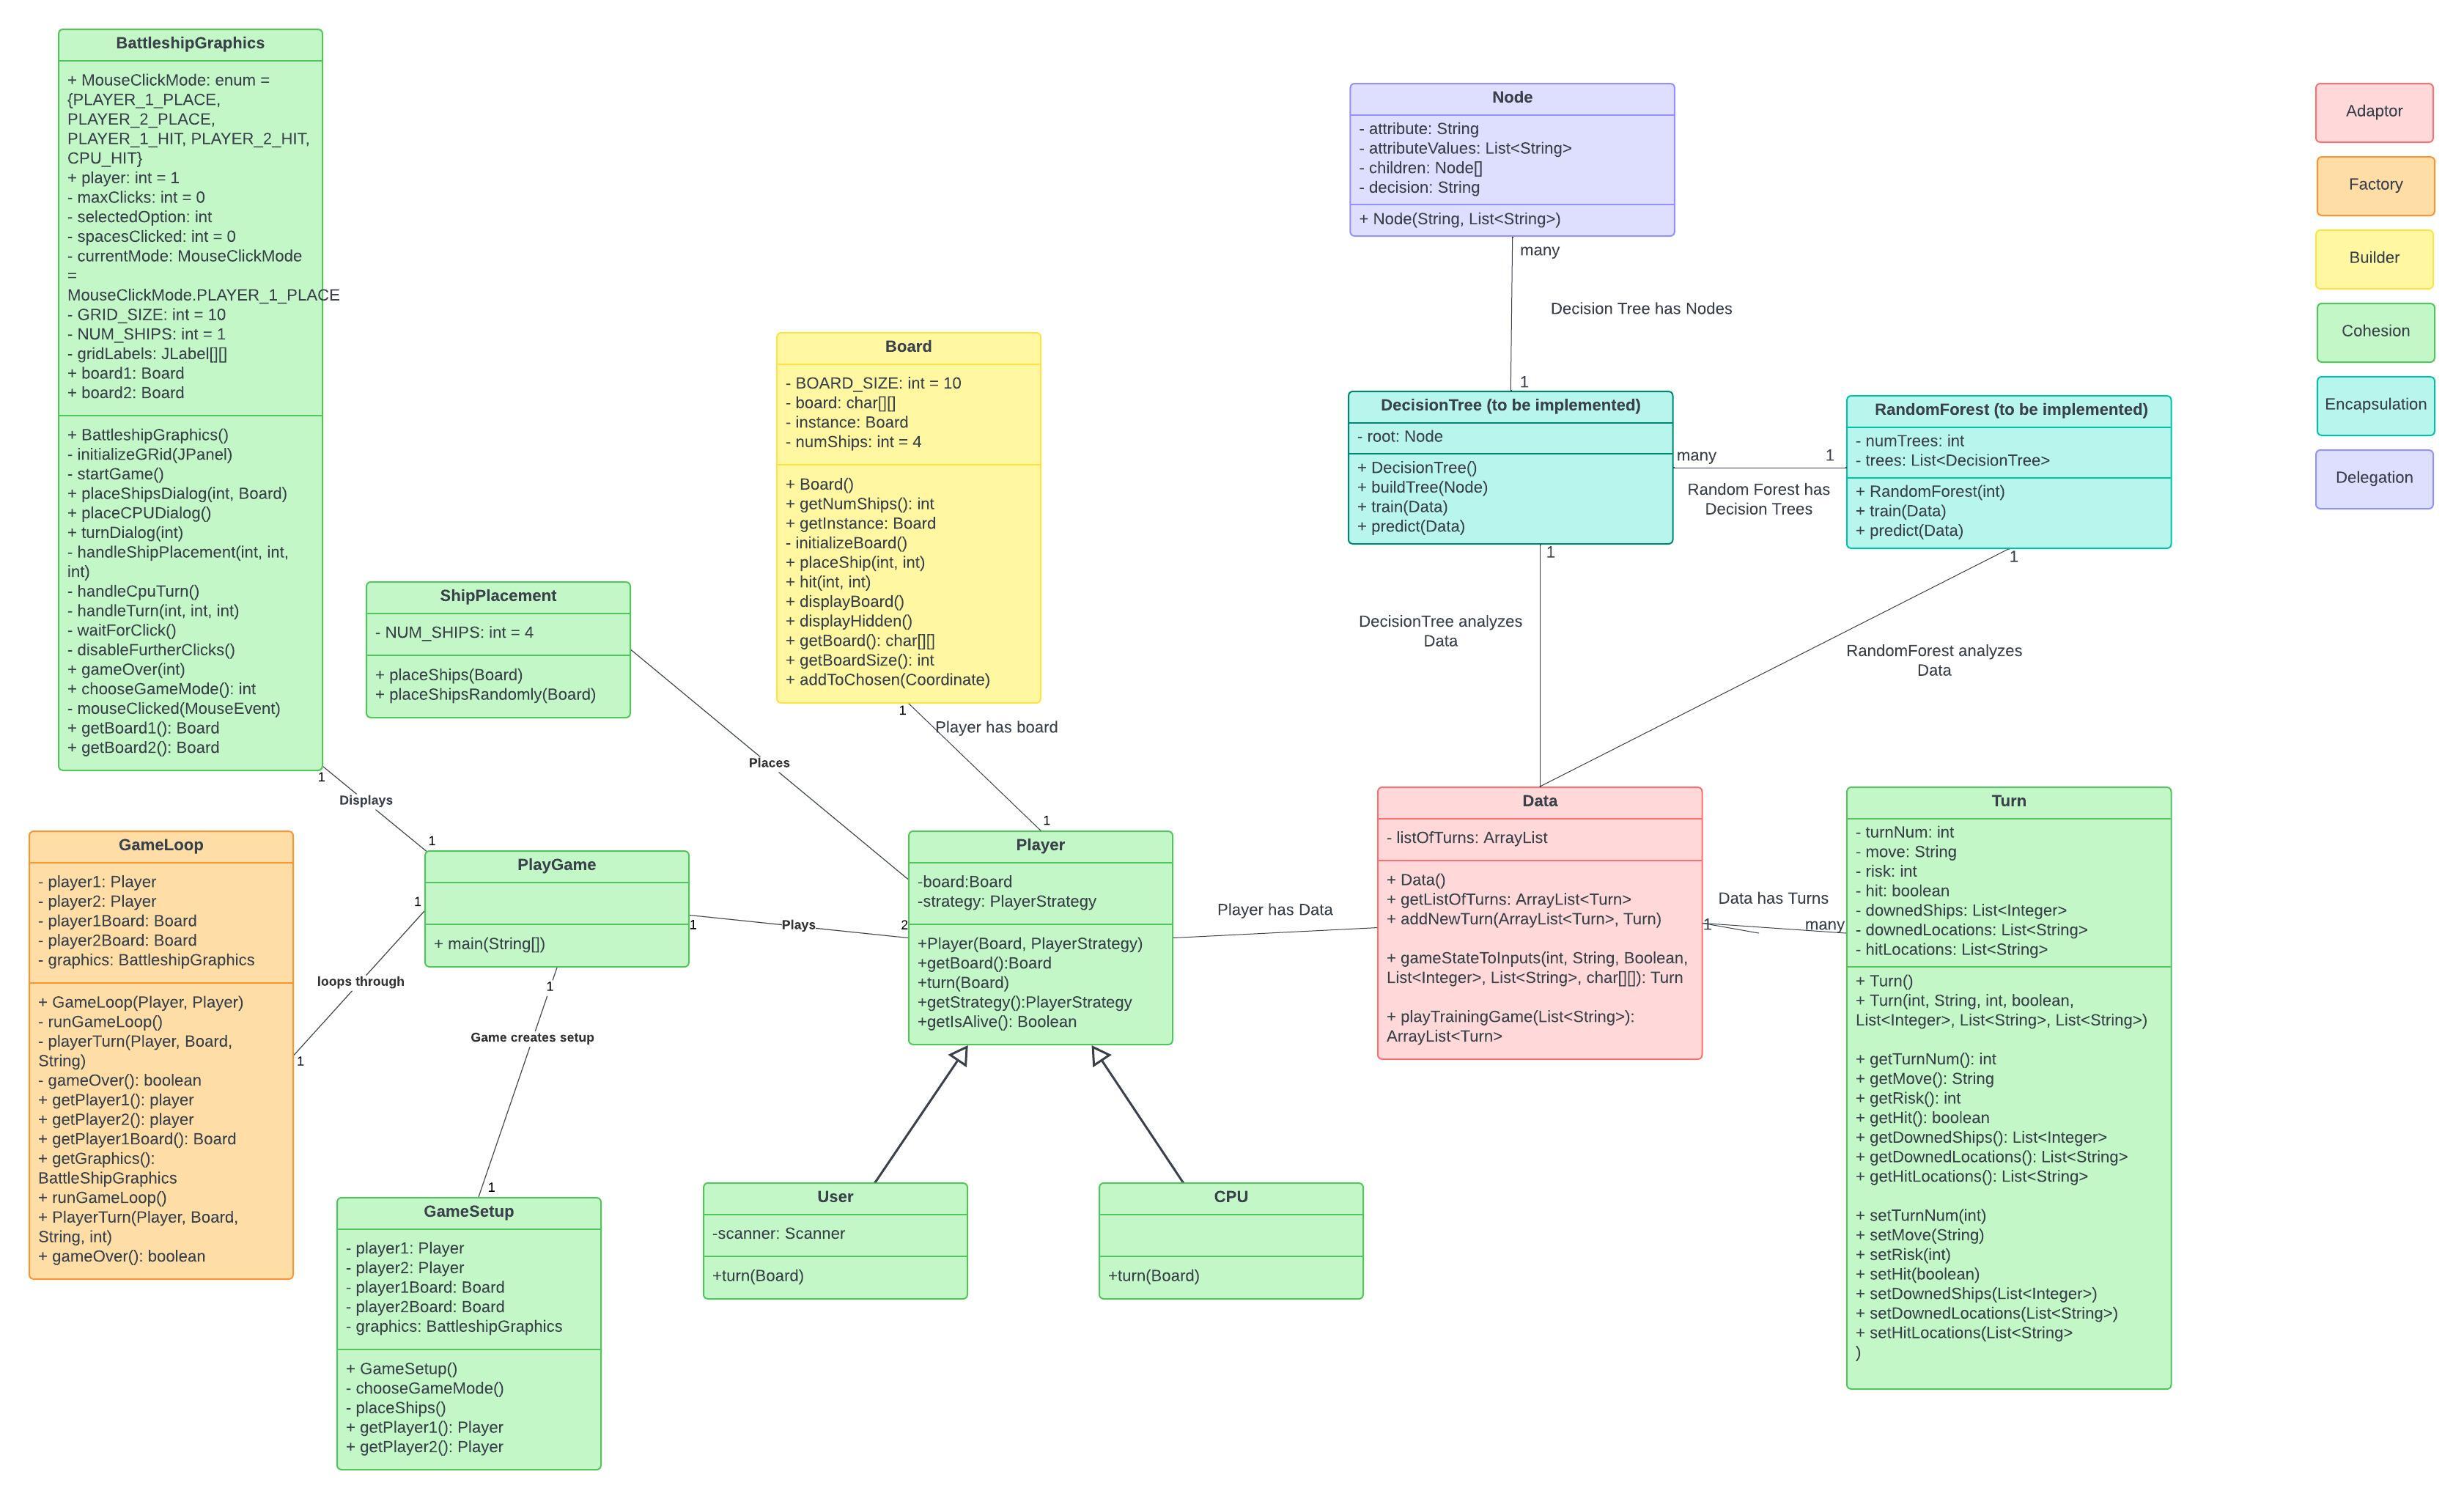 BattleshipGraphics
+ MouseClickMode: enum =
{PLAYER_1_PLACE,
PLAYER_2_PLACE,
PLAYER_1_HIT, PLAYER_2_HIT,
CPU_HIT}
+ player: int = 1
- maxClicks: int = 0
- selectedOption: int
- spacesClicked: int = 0
- currentMode: MouseClickMode
=
MouseClickMode.PLAYER_1_PLACE
- GRID_SIZE: int = 10
- NUM_SHIPS: int = 1
- gridLabels: JLabel[][]
+ board1: Board
+ board2: Board
+ BattleshipGraphics()
- initializeGRid(JPanel)
- startGame()
+ placeShipsDialog(int, Board)
+ placeCPUDialog()
+ turnDialog(int)
- handleShipPlacement(int, int,
int)
- handleCpuTurn()
- handleTurn(int, int, int)
- waitForClick()
- disableFurtherClicks()
+ gameOver(int)
+ chooseGameMode(): int
- mouseClicked(MouseEvent)
+ getBoard1(): Board
+ getBoard2(): Board
1
Displays
1
GameLoop
- player1: Player
- player2: Player
- player1Board: Board
- player2Board: Board
- graphics: BattleshipGraphics
+ GameLoop(Player, Player)
- runGameLoop()
- playerTurn(Player, Board,
String)
- gameOver(): boolean
+ getPlayer1(): player
+ getPlayer2(): player
+ getPlayer1Board(): Board
+ getGraphics():
BattleShipGraphics
+ runGameLoop()
+ PlayerTurn(Player, Board,
String, int)
+ gameOver(): boolean
1
loops through
1
PlayGame
+ main(String[])
1
Game creates setup
1
GameSetup
- player1: Player
- player2: Player
- player1Board: Board
- player2Board: Board
- graphics: BattleshipGraphics
+ GameSetup()
- chooseGameMode()
- placeShips()
+ getPlayer1(): Player
+ getPlayer2(): Player
ShipPlacement
- NUM_SHIPS: int = 4
+ placeShips(Board)
+ placeShipsRandomly(Board)
Places
Board
- BOARD_SIZE: int = 10
- board: char[][]
- instance: Board
- numShips: int = 4
+ Board()
+ getNumShips(): int
+ getInstance: Board
- initializeBoard()
+ placeShip(int, int)
+ hit(int, int)
+ displayBoard()
+ displayHidden()
+ getBoard(): char[][]
+ getBoardSize(): int
+ addToChosen(Coordinate)
1
Player has board
1
1
Plays
2
Player
-board:Board
-strategy: PlayerStrategy
+Player(Board, PlayerStrategy)
+getBoard():Board
+turn(Board)
+getStrategy():PlayerStrategy
+getIsAlive(): Boolean
User
-scanner: Scanner
+turn(Board)
CPU
+turn(Board)
Player has Data
Node
- attribute: String
- attributeValues: List<String>
- children: Node[]
- decision: String
+ Node(String, List<String>)
many
Decision Tree has Nodes
1
DecisionTree (to be implemented)
- root: Node
+ DecisionTree()
+ buildTree(Node)
+ train(Data)
+ predict(Data)
many
1
Random Forest has
Decision Trees
RandomForest (to be implemented)
- numTrees: int
- trees: List<DecisionTree>
+ RandomForest(int)
+ train(Data)
+ predict(Data)
1
DecisionTree analyzes
Data
1
RandomForest analyzes
Data
Data
- listOfTurns: ArrayList
+ Data()
+ getListOfTurns: ArrayList<Turn>
+ addNewTurn(ArrayList<Turn>, Turn)
+ gameStateToInputs(int, String, Boolean,
List<Integer>, List<String>, char[][]): Turn
+ playTrainingGame(List<String>):
ArrayList<Turn>
Data has Turns
1
many
Turn
- turnNum: int
- move: String
- risk: int
- hit: boolean
- downedShips: List<Integer>
- downedLocations: List<String>
- hitLocations: List<String>
+ Turn()
+ Turn(int, String, int, boolean,
List<Integer>, List<String>, List<String>)
+ getTurnNum(): int
+ getMove(): String
+ getRisk(): int
+ getHit(): boolean
+ getDownedShips(): List<Integer>
+ getDownedLocations(): List<String>
+ getHitLocations(): List<String>
+ setTurnNum(int)
+ setMove(String)
+ setRisk(int)
+ setHit(boolean)
+ setDownedShips(List<Integer>)
+ setDownedLocations(List<String>)
+ setHitLocations(List<String>
)
Adaptor
Factory
Builder
Cohesion
Encapsulation
Delegation